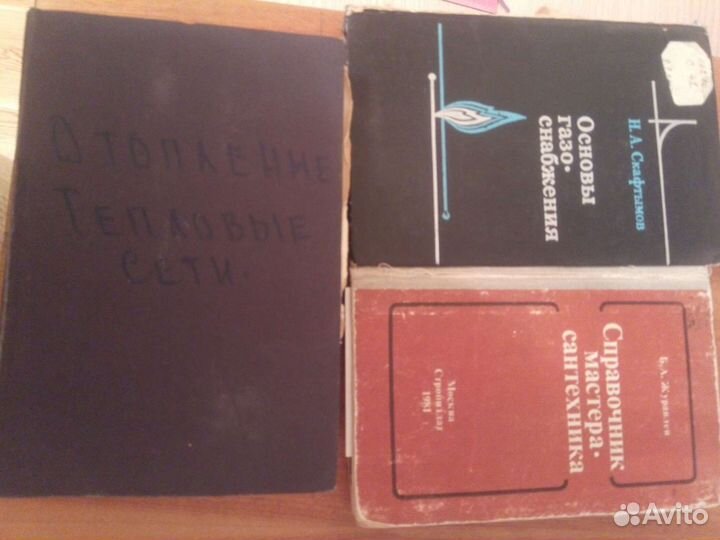 Отопление
Тепловые
сети.
Н. А. Скафтымов
Основы
газо-
снабжения
Б. А. Журавлев
Справочник
мастера-
сантехника
Москва
Стройиздат
1981
Avito